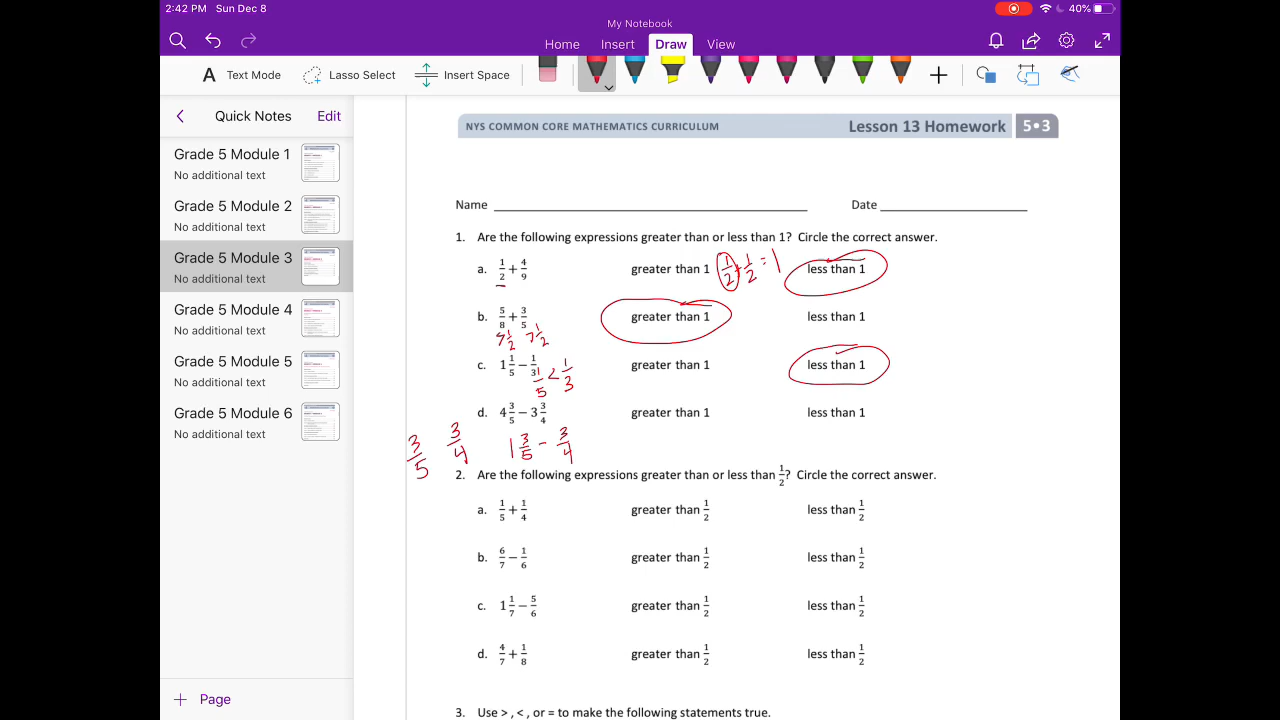 2:42 PM Sun Dec 8
40%
My Notebook
Home Insert Draw View
A Text Mode Lasso Select Insert Space
Quick Notes Edit
Grade 5 Module 1
No additional text
Grade 5 Module 2
No additional text
Grade 5 Module 3
No additional text
Grade 5 Module 4
No additional text
Grade 5 Module 5
No additional text
Grade 5 Module 6
No additional text
+ Page
NYS COMMON CORE MATHEMATICS CURRICULUM Lesson 13 Homework 5•3
Name Date
1. Are the following expressions greater than or less than 1? Circle the correct answer.
1/2 + 4/9 greater than 1 1/2 + 1/2 = 1 less than 1
5/8 + 3/5 greater than 1 less than 1
> 1/2 > 1/2
1 1/5 − 1/3 greater than 1 less than 1
1/5 < 1/3
4 3/5 − 3 3/4 greater than 1 less than 1
3/5 3/4 1 3/5 − 3/4
2. Are the following expressions greater than or less than 1/2? Circle the correct answer.
a. 1/5 + 1/4 greater than 1/2 less than 1/2
b. 6/7 − 1/6 greater than 1/2 less than 1/2
c. 1 1/7 − 5/6 greater than 1/2 less than 1/2
d. 4/7 + 1/8 greater than 1/2 less than 1/2
3. Use > , < , or = to make the following statements true.